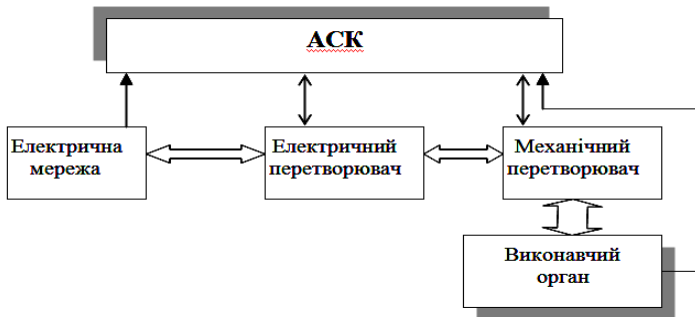 АСК
Електрична
мережа
Електричний
перетворювач
Механічний
перетворювач
Виконавчий
орган